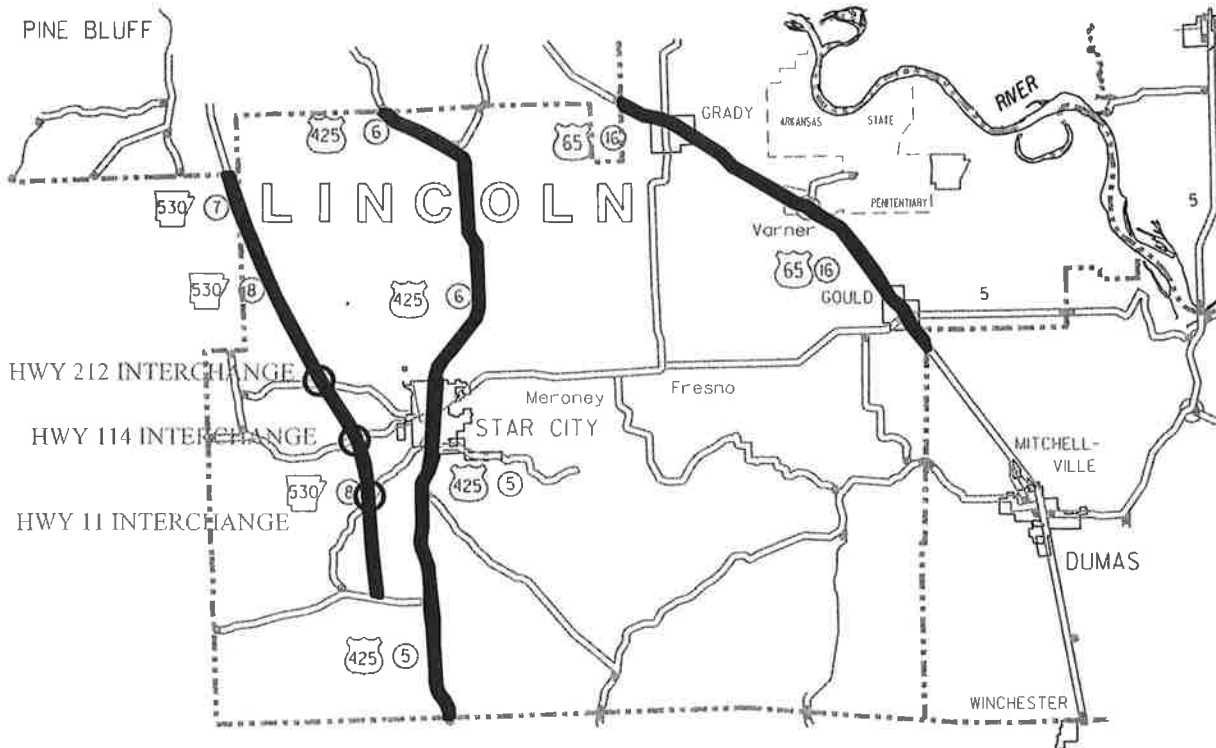 PINE BLUFF
425
6
65
16
GRADY
ARKANSAS
STATE
RIVER
530
7
LINCOLN
PENITENTIARY
5
Varner
65
16
530
8
425
6
GOULD
5
HWY 212 INTERCHANGE
Meroney
Fresno
HWY 114 INTERCHANGE
STAR CITY
MITCHELL-
VILLE
530
8
425
5
HWY 11 INTERCHANGE
DUMAS
425
5
WINCHESTER